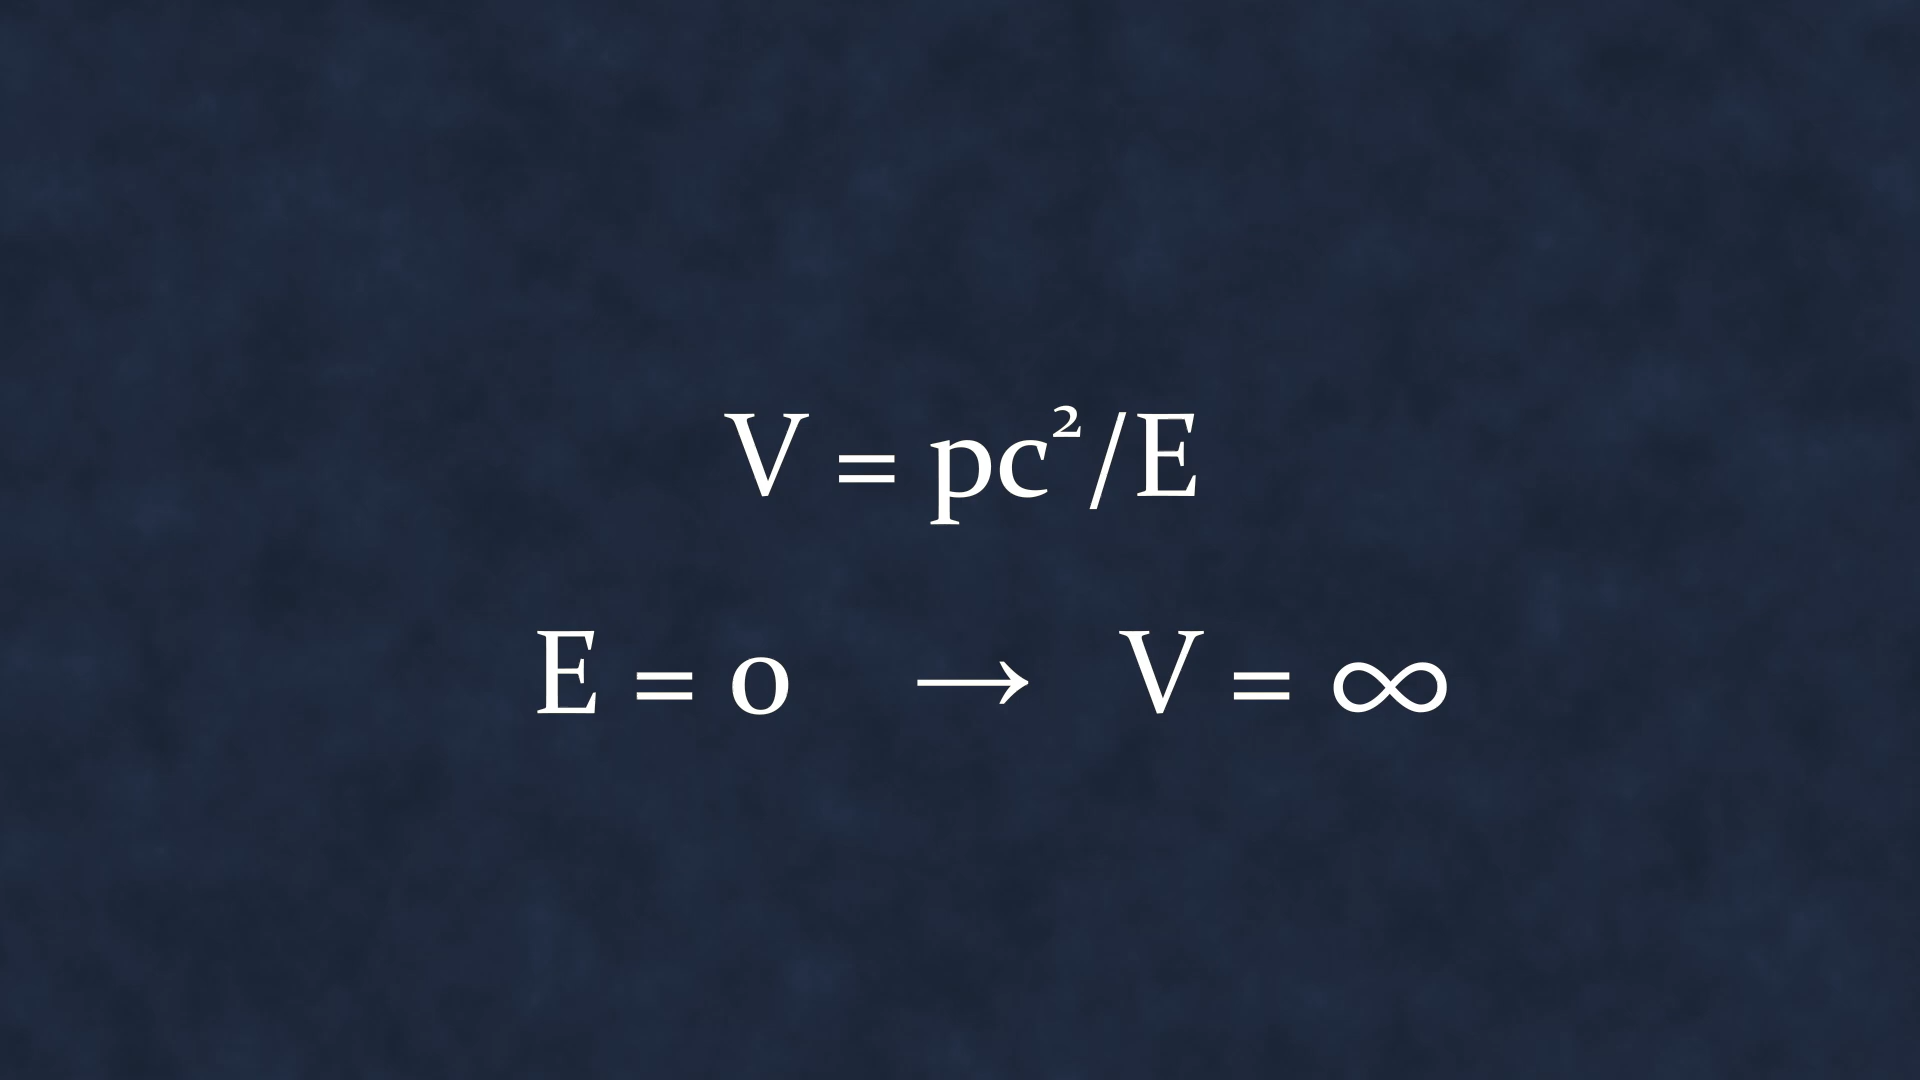 V = pc²/E
E = 0 → V = ∞